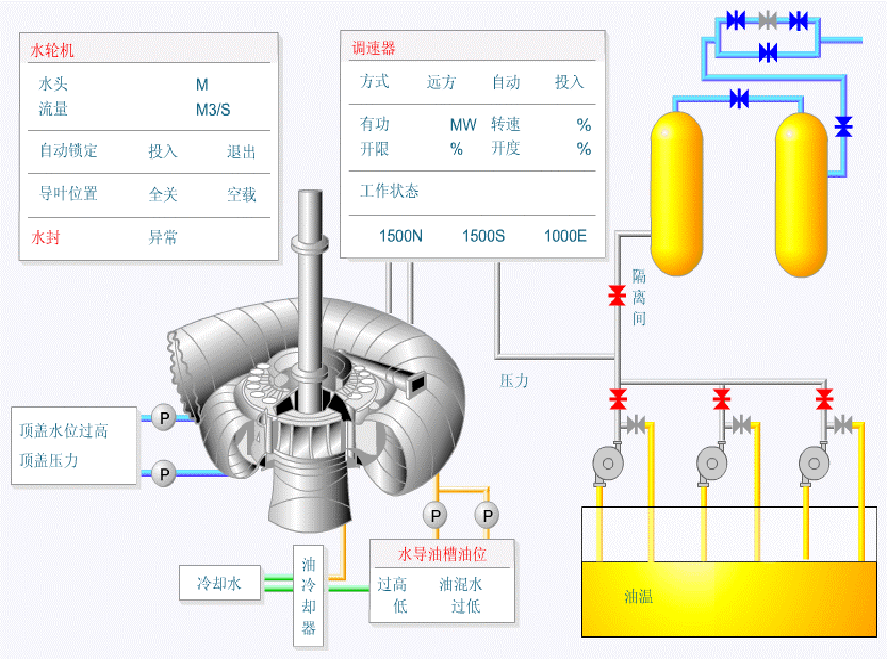 水轮机
水头 M
流量 M3/S
自动锁定 投入 退出
导叶位置 全关 空载
水封 异常
调速器
方式 远方 自动 投入
有功 MW 转速 %
开限 % 开度 %
工作状态
1500N 1500S 1000E
隔
离
间
压力
顶盖水位过高
顶盖压力
P
P
P P
水导油槽油位
过高 油混水
低 过低
冷却水
油
冷
却
器
油温